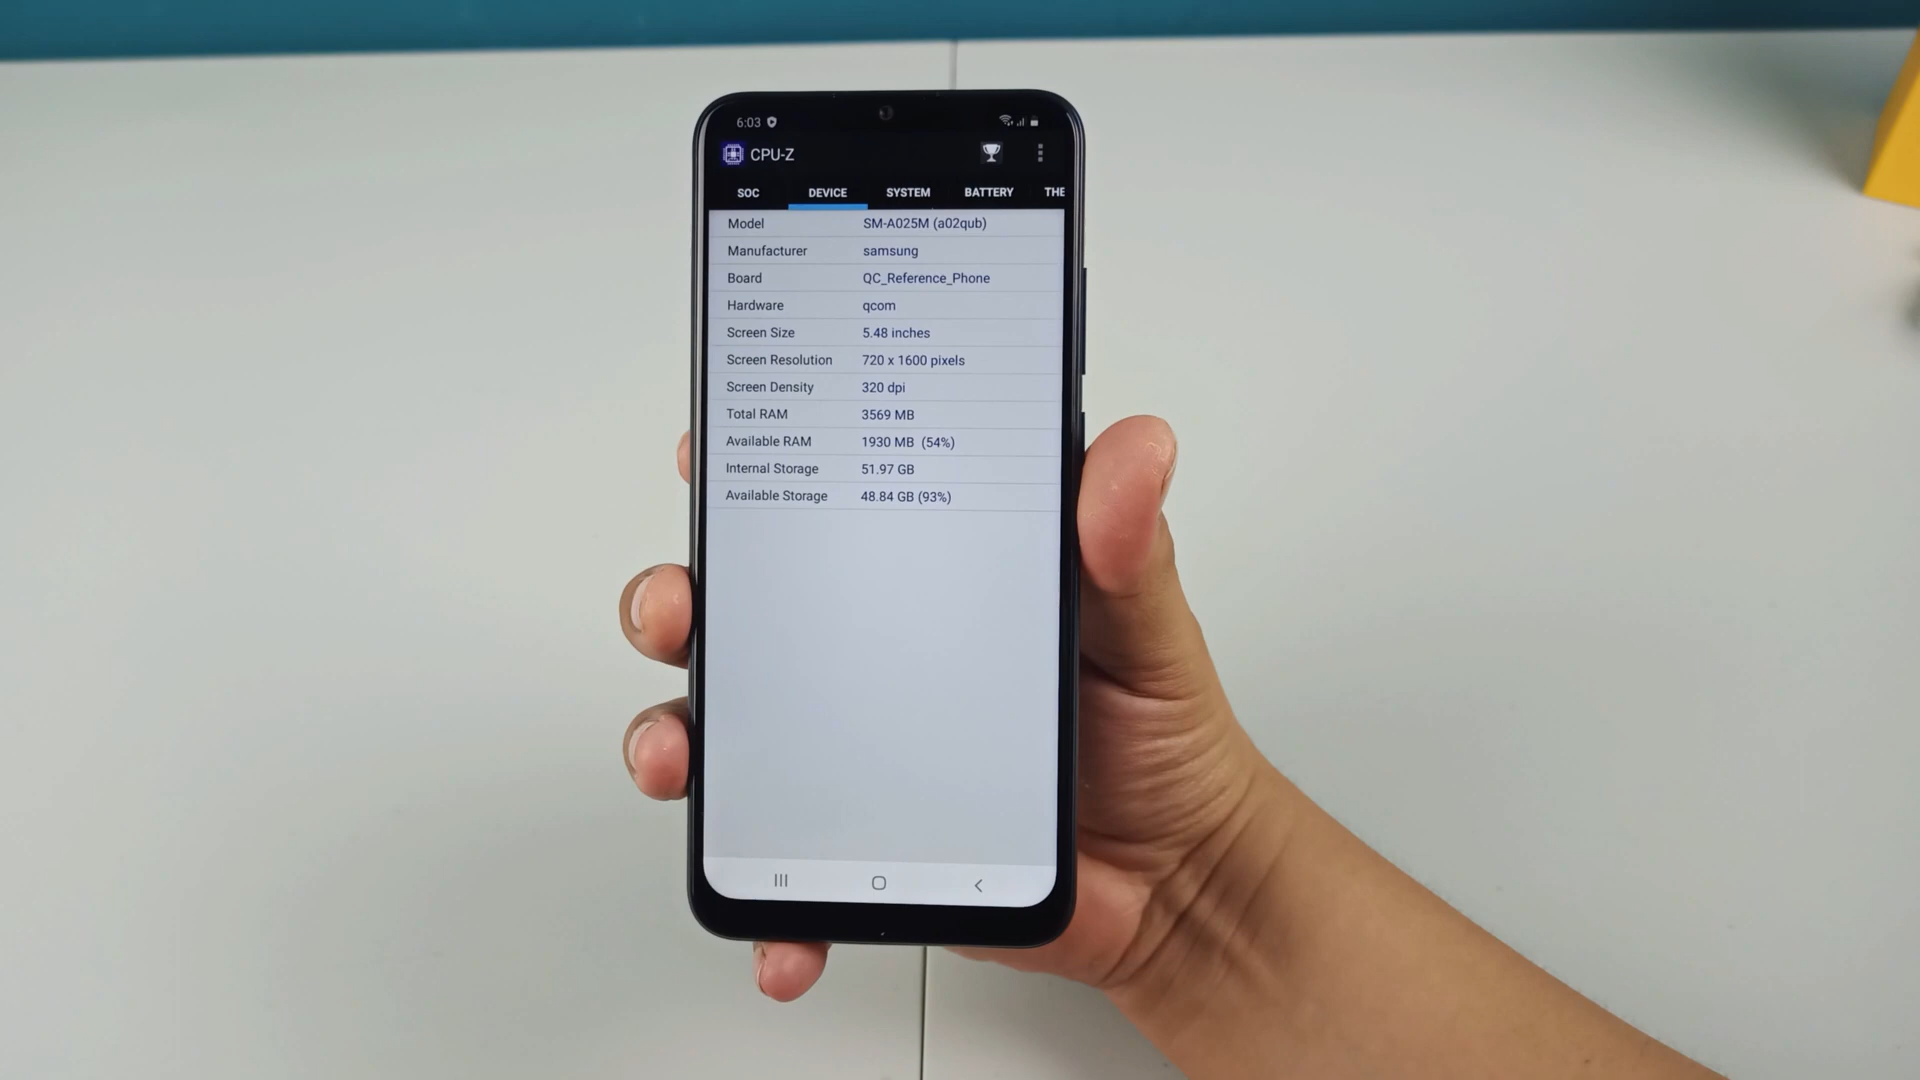 6:03
CPU-Z
SOC DEVICE SYSTEM BATTERY THE
Model SM-A025M (a02qub)
Manufacturer samsung
Board QC_Reference_Phone
Hardware qcom
Screen Size 5.48 inches
Screen Resolution 720 x 1600 pixels
Screen Density 320 dpi
Total RAM 3569 MB
Available RAM 1930 MB (54%)
Internal Storage 51.97 GB
Available Storage 48.84 GB (93%)